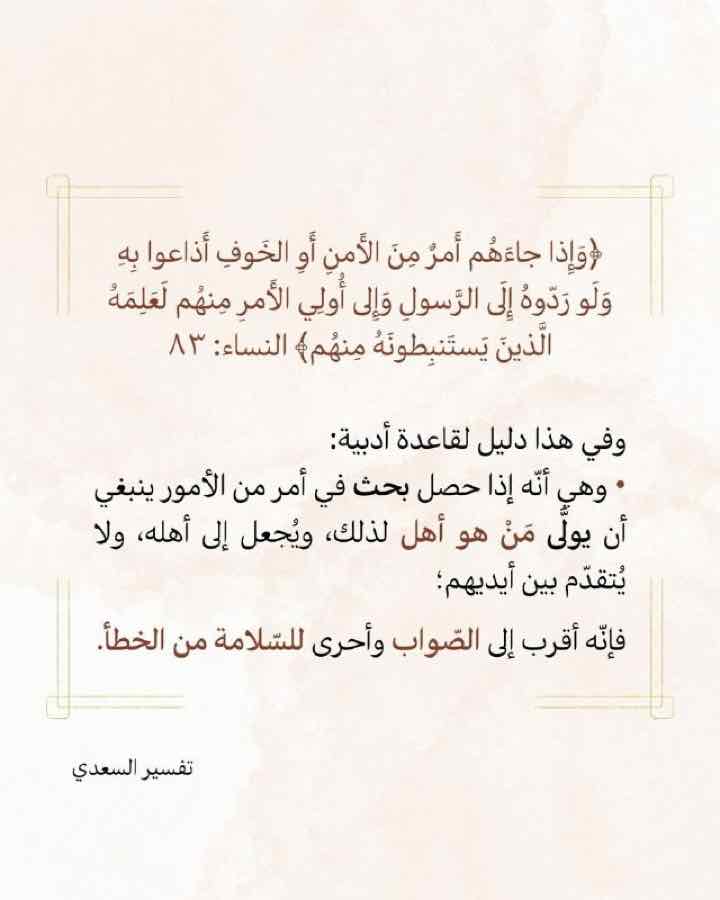 ﴿وَإِذا جاءَهُم أَمرٌ مِنَ الأَمنِ أَوِ الخَوفِ أَذاعوا بِهِ
وَلَو رَدّوهُ إِلَى الرَّسولِ وَإِلى أُولِي الأَمرِ مِنهُم لَعَلِمَهُ
الَّذينَ يَستَنبِطونَهُ مِنهُم﴾ النساء: ٨٣
وفي هذا دليل لقاعدة أدبية:
• وهي أنّه إذا حصل بحث في أمر من الأمور ينبغي
أن يولَّى مَنْ هو أهل لذلك، ويُجعل إلى أهله، ولا
يُتقدّم بين أيديهم؛
فإنّه أقرب إلى الصّواب وأحرى للسّلامة من الخطأ.
تفسير السعدي